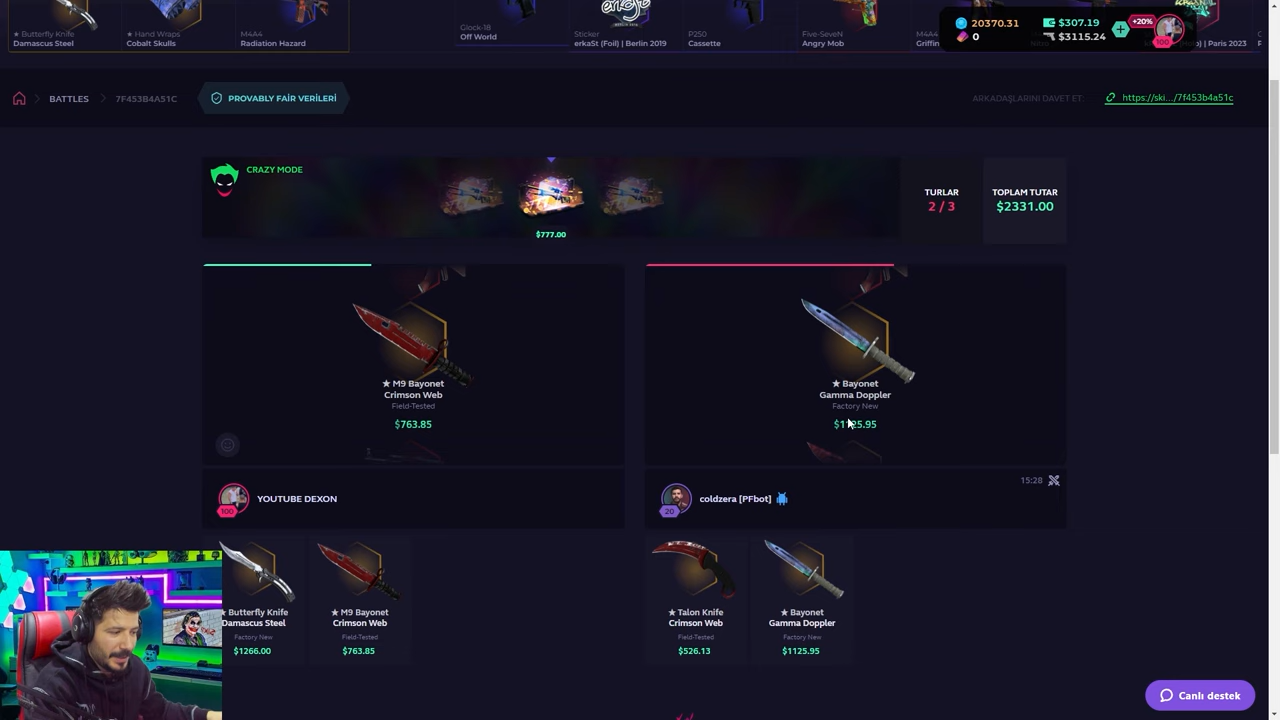 ★ Butterfly Knife
Damascus Steel
★ Hand Wraps
Cobalt Skulls
M4A4
Radiation Hazard
Glock-18
Off World
Sticker
erkaSt (Foil) | Berlin 2019
P250
Cassette
Five-SeveN
Angry Mob
M4A4
Griffin
| Paris 2023
20370.31
0
$307.19
$3115.24
+20%
100
BATTLES
7F453B4A51C
PROVABLY FAİR VERİLERİ
ARKADAŞLARINI DAVET ET:
https://ski.../7f453b4a51c
CRAZY MODE
$777.00
TURLAR
2 / 3
TOPLAM TUTAR
$2331.00
★ M9 Bayonet
Crimson Web
Field-Tested
$763.85
★ Bayonet
Gamma Doppler
Factory New
$1125.95
100
YOUTUBE DEXON
20
coldzera [PFbot]
15:28
★ Butterfly Knife
Damascus Steel
Factory New
$1266.00
★ M9 Bayonet
Crimson Web
Field-Tested
$763.85
★ Talon Knife
Crimson Web
Field-Tested
$526.13
★ Bayonet
Gamma Doppler
Factory New
$1125.95
Canlı destek